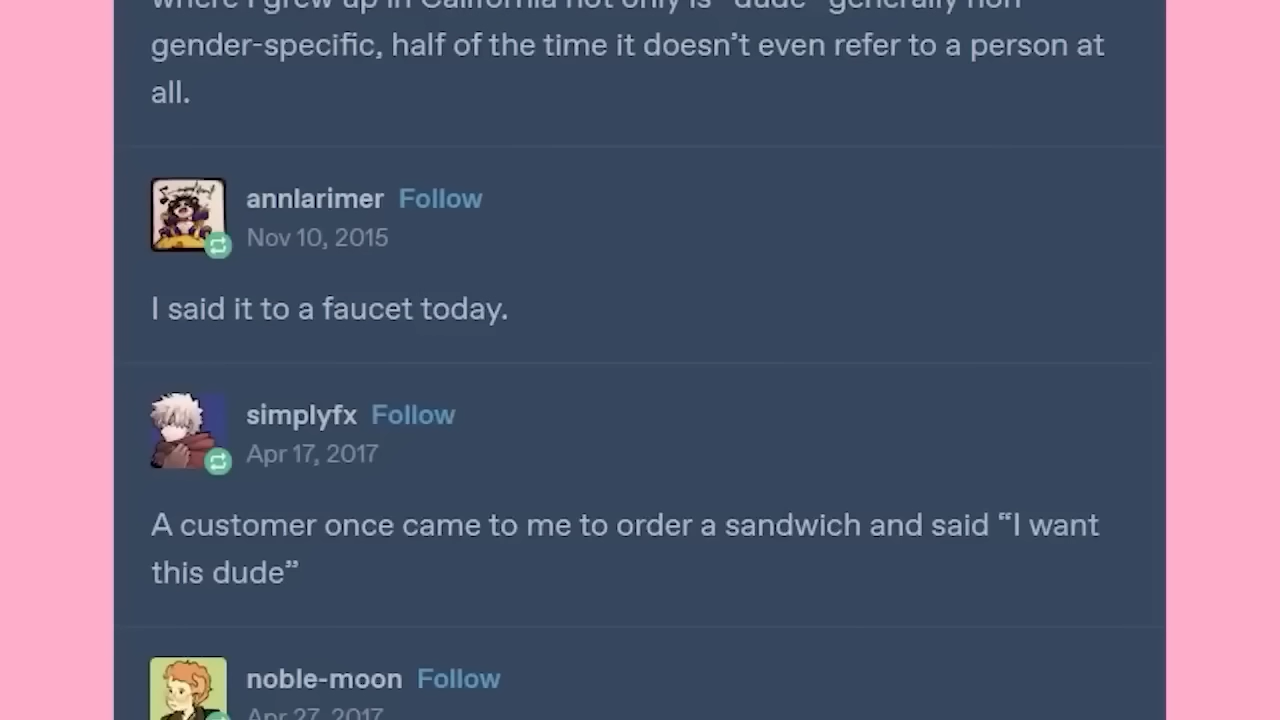 where I grew up in California not only is "dude" generally non
gender-specific, half of the time it doesn’t even refer to a person at
all.
annlarimer Follow
Nov 10, 2015
I said it to a faucet today.
simplyfx Follow
Apr 17, 2017
A customer once came to me to order a sandwich and said “I want
this dude”
noble-moon Follow
Apr 27, 2017